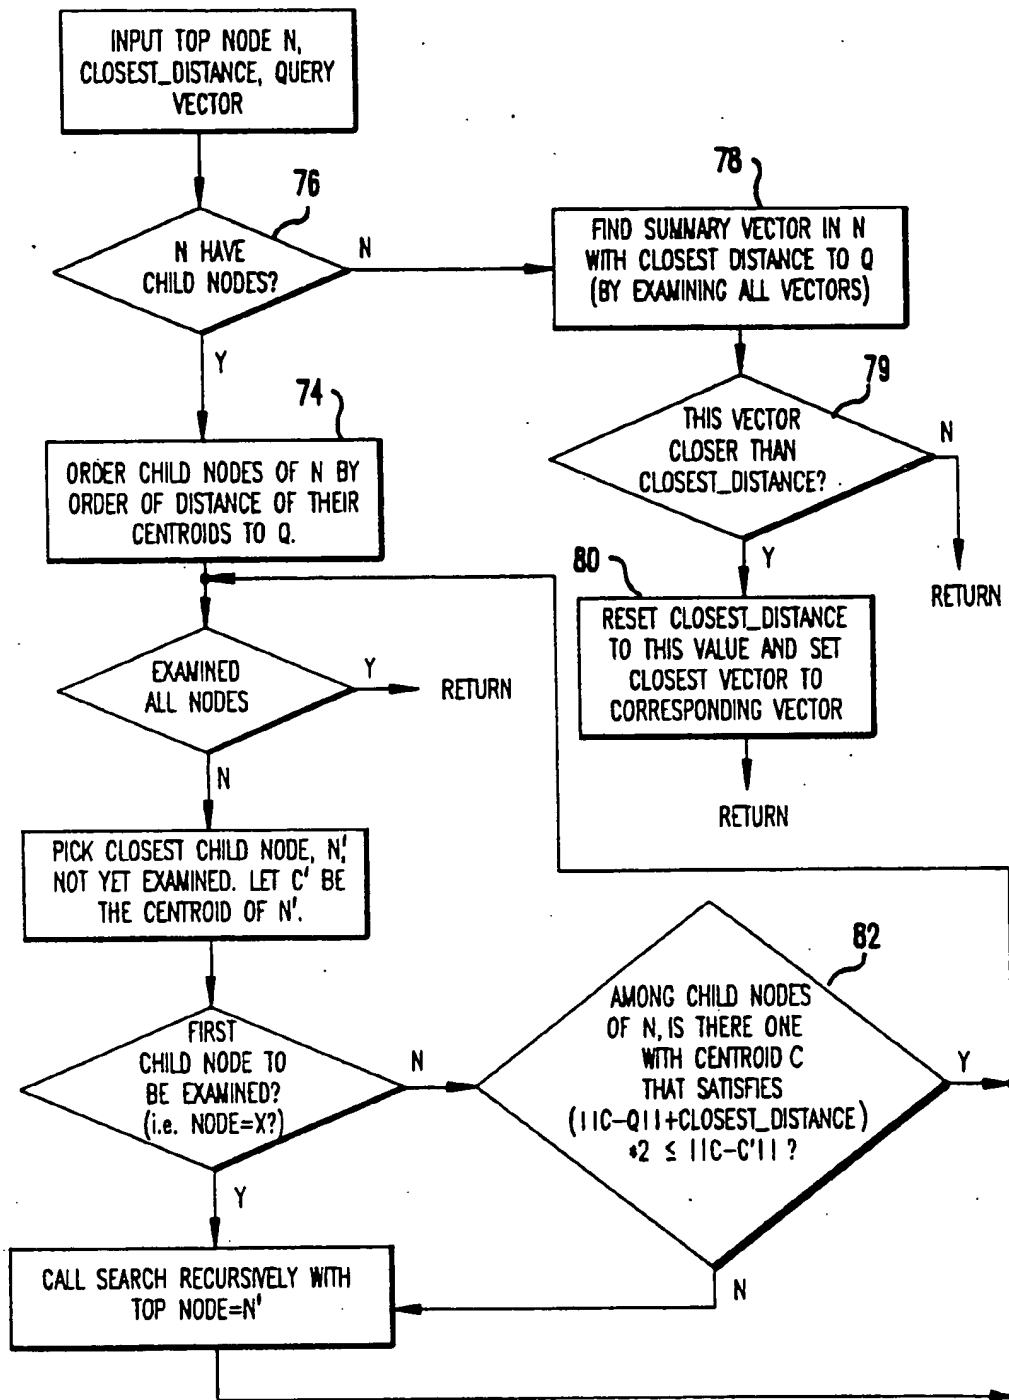 INPUT TOP NODE N,
CLOSEST_DISTANCE, QUERY
VECTOR
76
N HAVE
CHILD NODES?
N
Y
78
FIND SUMMARY VECTOR IN N
WITH CLOSEST DISTANCE TO Q
(BY EXAMINING ALL VECTORS)
79
THIS VECTOR
CLOSER THAN
CLOSEST_DISTANCE?
N
RETURN
Y
80
RESET CLOSEST_DISTANCE
TO THIS VALUE AND SET
CLOSEST VECTOR TO
CORRESPONDING VECTOR
RETURN
74
ORDER CHILD NODES OF N BY
ORDER OF DISTANCE OF THEIR
CENTROIDS TO Q.
EXAMINED
ALL NODES
Y
RETURN
N
PICK CLOSEST CHILD NODE, N',
NOT YET EXAMINED. LET C' BE
THE CENTROID OF N'.
FIRST
CHILD NODE TO
BE EXAMINED?
(i.e. NODE=X?)
N
Y
82
AMONG CHILD NODES
OF N, IS THERE ONE
WITH CENTROID C
THAT SATISFIES
(||C-Q||+CLOSEST_DISTANCE)
*2 ≤ ||C-C'|| ?
Y
N
CALL SEARCH RECURSIVELY WITH
TOP NODE=N'